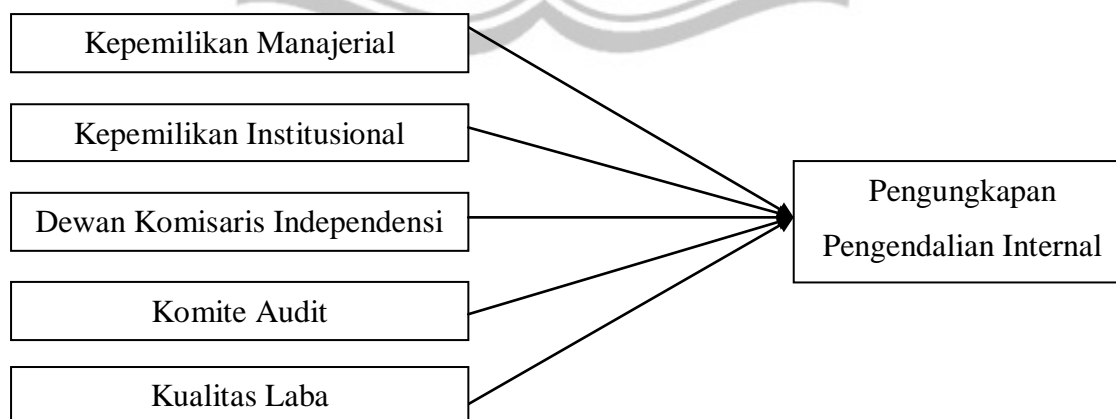 Kepemilikan Manajerial
Kepemilikan Institusional
Dewan Komisaris Independensi
Komite Audit
Kualitas Laba
Pengungkapan
Pengendalian Internal